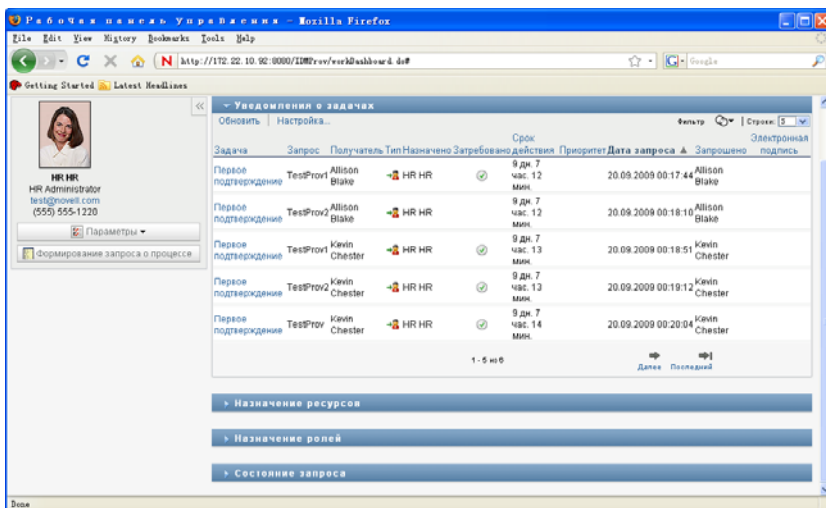 Рабочая панель Управления - Mozilla Firefox
File Edit View History Bookmarks Tools Help
http://172.22.10.92:8080/IDMProv/workDashboard.do#
Google
Getting Started Latest Headlines
HR HR
HR Administrator
test@novell.com
(555) 555-1220
Параметры
Формирование запроса о процессе
Уведомления о задачах
Обновить | Настройка...
Фильтр | Строки: 5
Задача Запрос Получатель Тип Назначено Затребовано Срок действия Приоритет Дата запроса Запрошено Электронная подпись
Первое подтверждение TestProv1 Allison Blake HR HR 9 дн. 7 час. 12 мин. 20.09.2009 00:17:44 Allison Blake
Первое подтверждение TestProv2 Allison Blake HR HR 9 дн. 7 час. 12 мин. 20.09.2009 00:18:10 Allison Blake
Первое подтверждение TestProv1 Kevin Chester HR HR 9 дн. 7 час. 13 мин. 20.09.2009 00:18:51 Kevin Chester
Первое подтверждение TestProv2 Kevin Chester HR HR 9 дн. 7 час. 13 мин. 20.09.2009 00:19:12 Kevin Chester
Первое подтверждение TestProv Kevin Chester HR HR 9 дн. 7 час. 14 мин. 20.09.2009 00:20:04 Kevin Chester
1 - 5 из 6
Далее Последний
Назначение ресурсов
Назначение ролей
Состояние запроса
Done